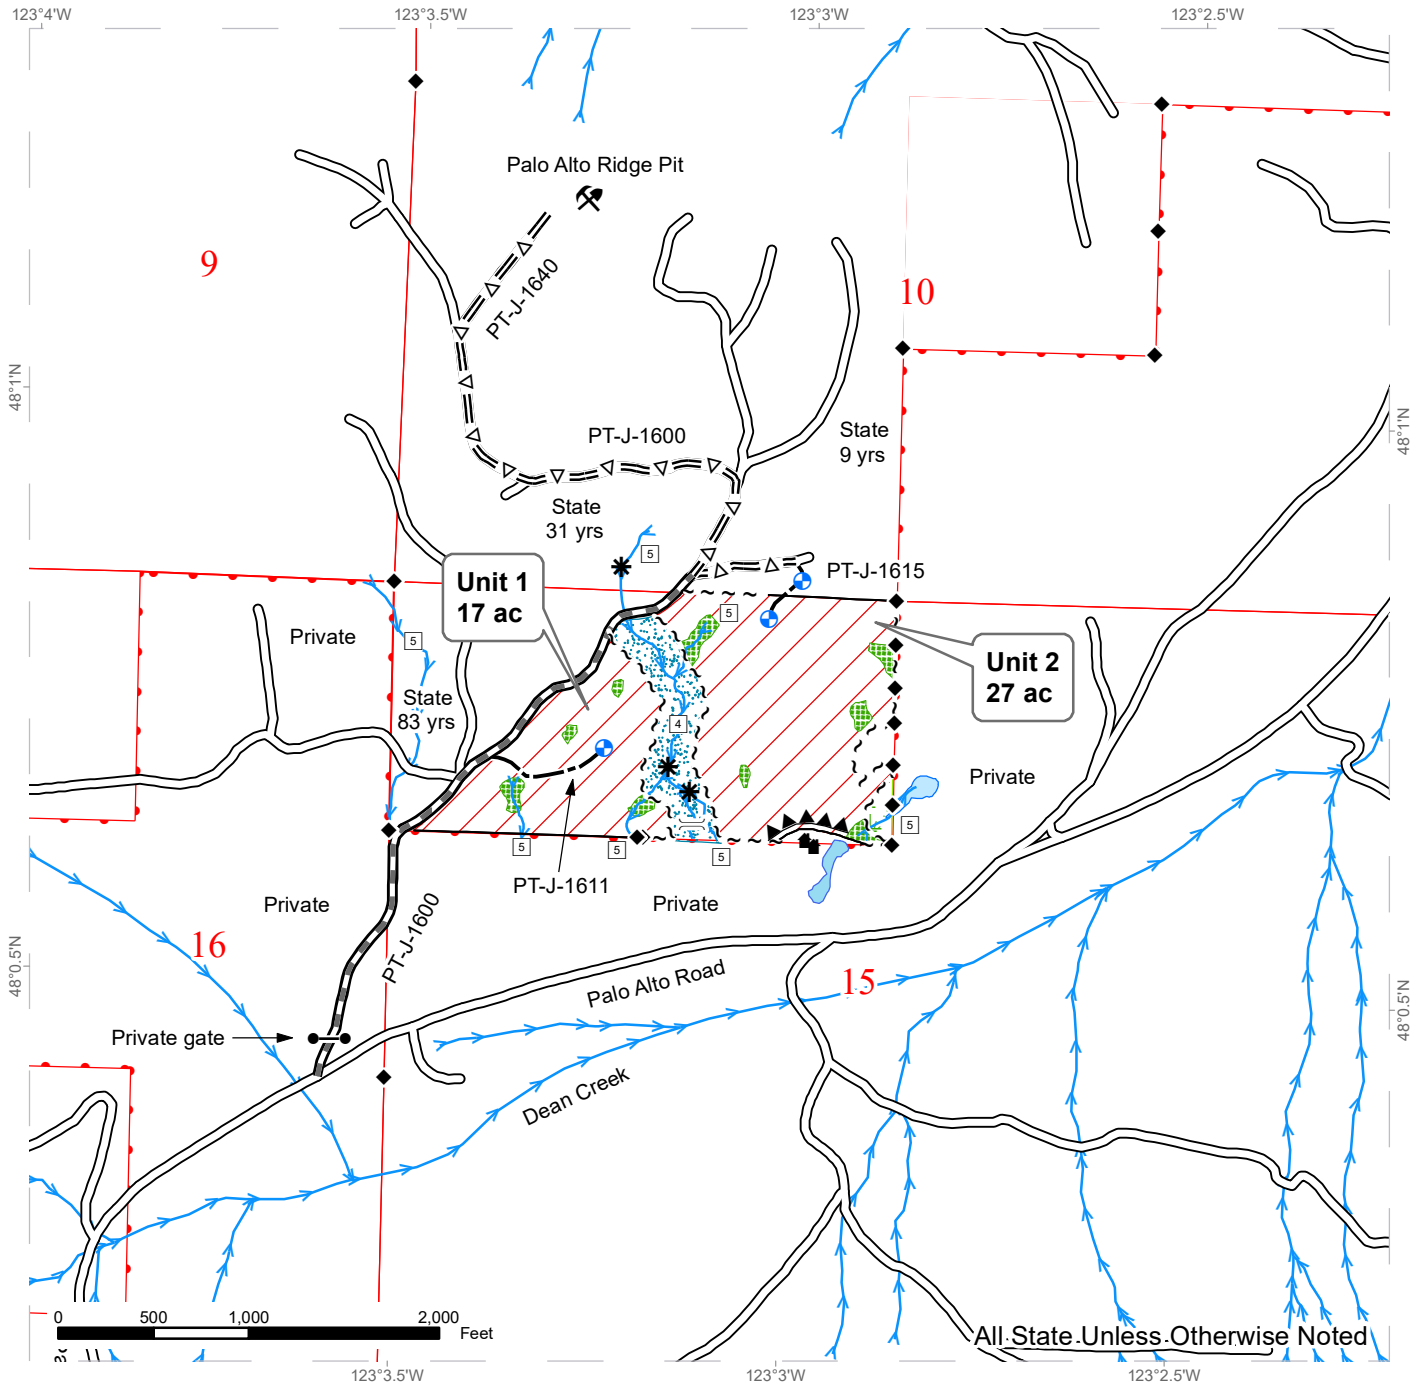 123°4'W
123°3.5'W
123°3'W
123°2.5'W
Palo Alto Ridge Pit
9
10
PT-J-1640
48°1'N
48°1'N
PT-J-1600
State
9 yrs
State
31 yrs
5
PT-J-1615
Unit 1
17 ac
5
Private
5
Unit 2
27 ac
State
83 yrs
4
Private
5
5
5
5
PT-J-1611
Private
Private
PT-J-1600
16
15
48°0.5'N
48°0.5'N
Palo Alto Road
Private gate
Dean Creek
0
500
1,000
2,000
Feet
All State Unless Otherwise Noted
123°3.5'W
123°3'W
123°2.5'W